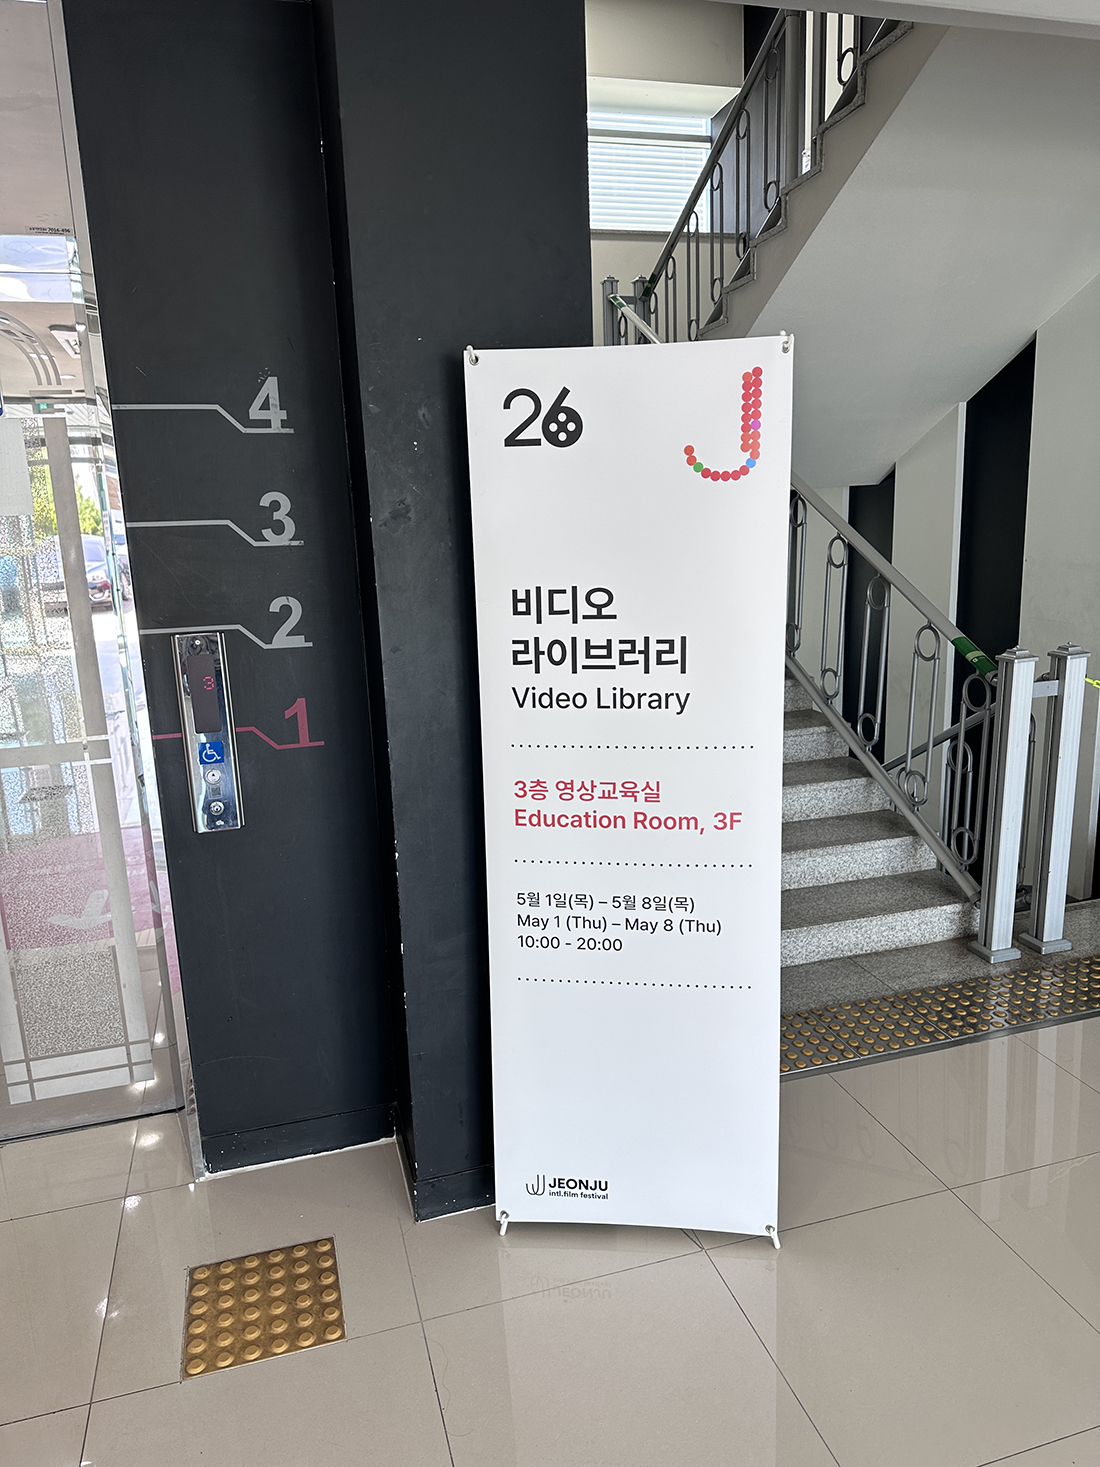 4
3
2
1
3
26
비디오
라이브러리
Video Library
3층 영상교육실
Education Room, 3F
5월 1일(목) – 5월 8일(목)
May 1 (Thu) – May 8 (Thu)
10:00 - 20:00
JEONJU
intl.film festival